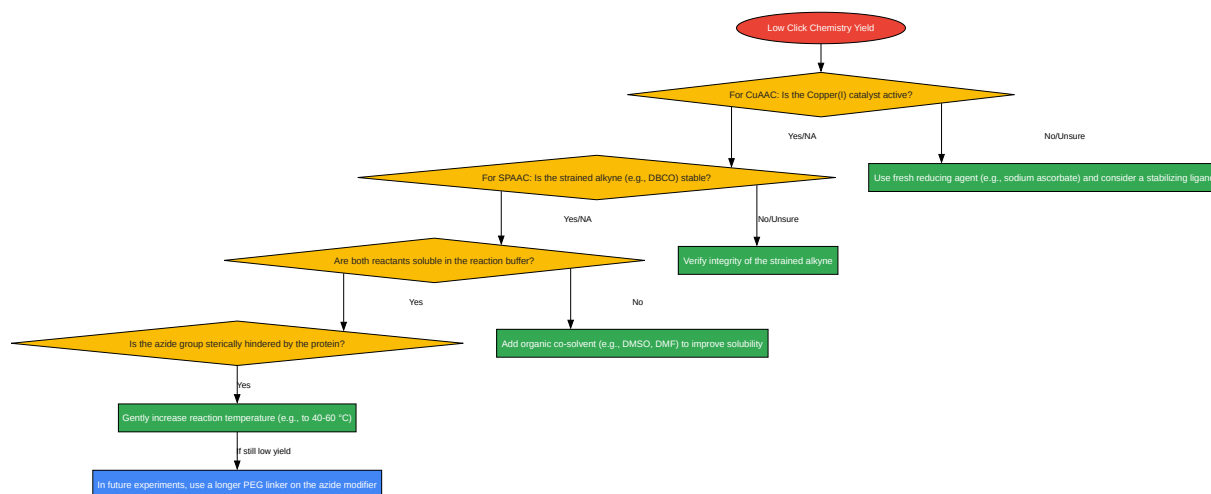 Low Click Chemistry Yield
For CuAAC: Is the Copper(I) catalyst active?
Yes/NA
No/Unsure
For SPAAC: Is the strained alkyne (e.g., DBCO) stable?
Use fresh reducing agent (e.g., sodium ascorbate) and consider a stabilizing ligand
Yes/NA
No/Unsure
Are both reactants soluble in the reaction buffer?
Verify integrity of the strained alkyne
Yes
No
Is the azide group sterically hindered by the protein?
Add organic co-solvent (e.g., DMSO, DMF) to improve solubility
Yes
Gently increase reaction temperature (e.g., to 40-60 °C)
If still low yield
In future experiments, use a longer PEG linker on the azide modifier